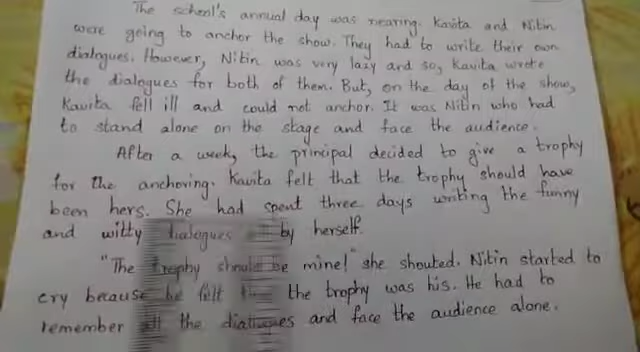 The school's annual day was nearing. Kavita and Nitin
were going to anchor the show. They had to write their own
dialogues. However, Nitin was very lazy and so, Kavita wrote
the dialogues for both of them. But, on the day of the show,
Kavita fell ill and could not anchor. It was Nitin who had
to stand alone on the stage and face the audience.
After a week, the principal decided to give a trophy
for the anchoring. Kavita felt that the trophy should have
been hers. She had spent three days writing the funny
and witty dialogues all by herself.
"The trophy should be mine!" she shouted. Nitin started to
cry because he felt the trophy was his. He had to
remember all the dialogues and face the audience alone.